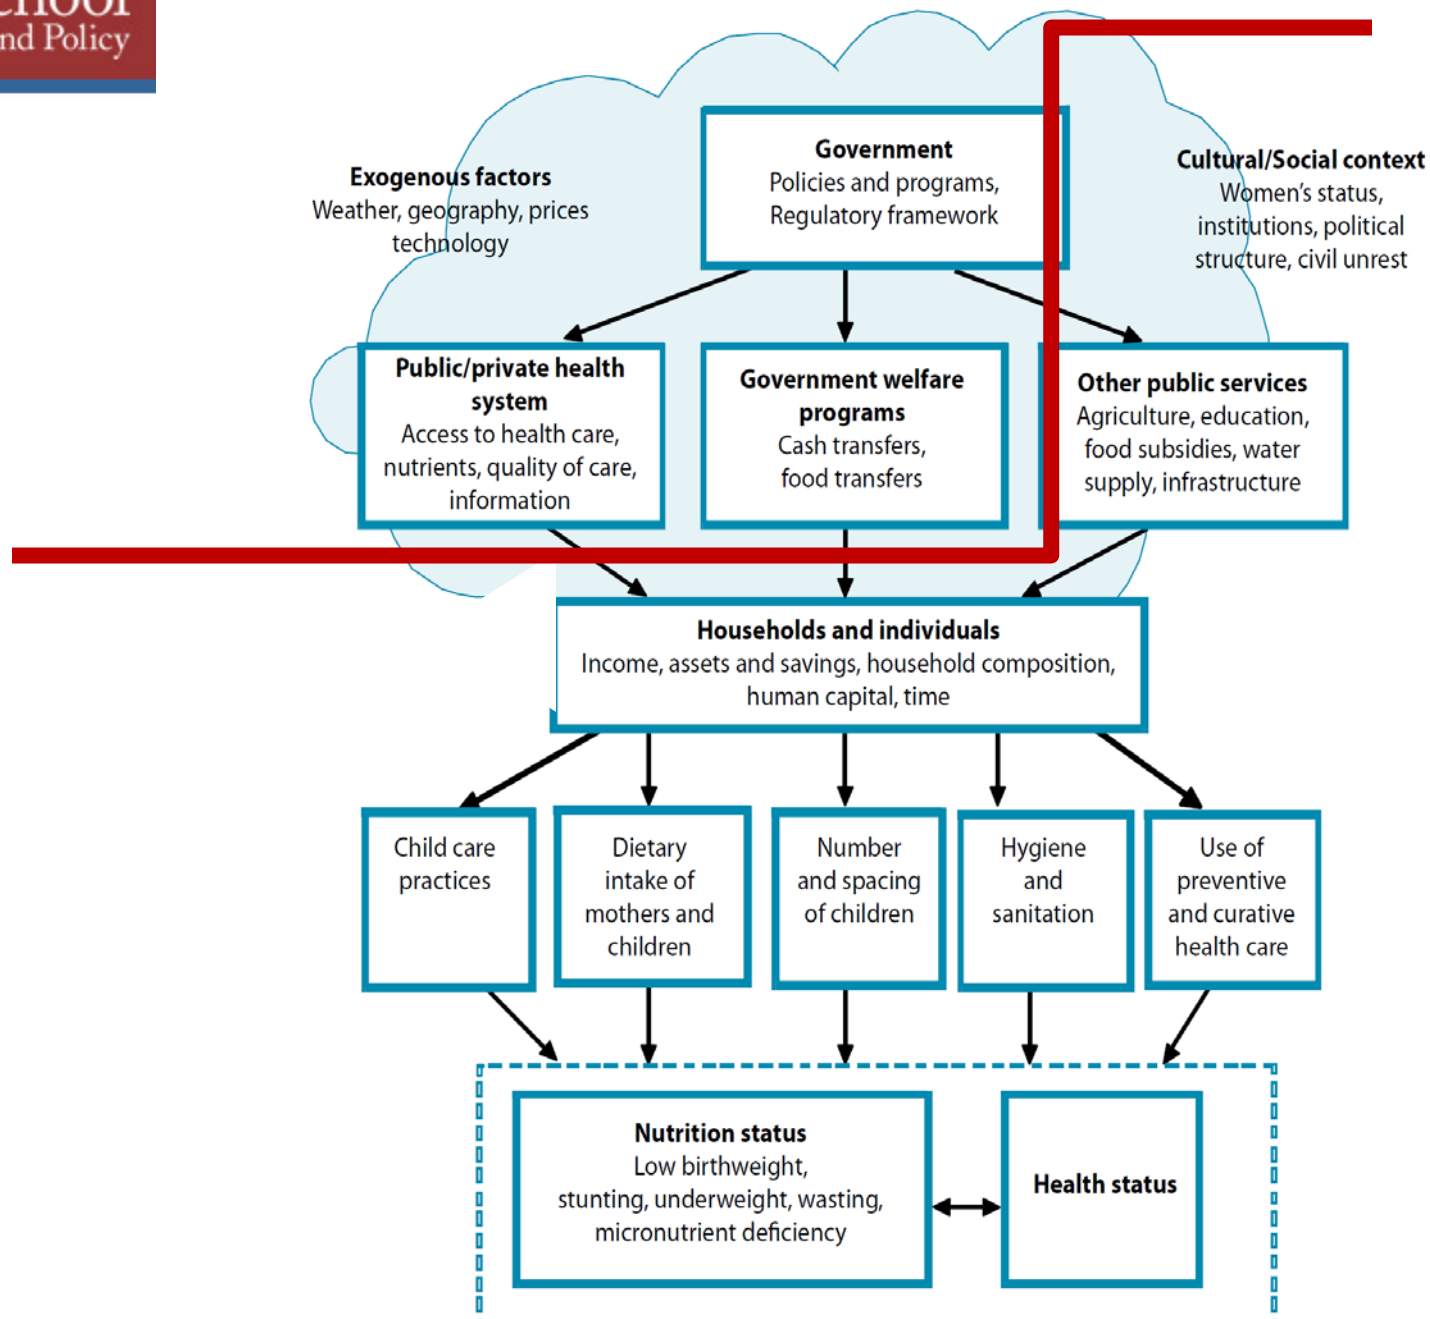 nd Policy
Government
Policies and programs,
Regulatory framework
Exogenous factors
Weather, geography, prices
technology
Cultural/Social context
Women’s status,
institutions, political
structure, civil unrest
Public/private health
system
Access to health care,
nutrients, quality of care,
information
Government welfare
programs
Cash transfers,
food transfers
Other public services
Agriculture, education,
food subsidies, water
supply, infrastructure
Households and individuals
Income, assets and savings, household composition,
human capital, time
Child care
practices
Dietary
intake of
mothers and
children
Number
and spacing
of children
Hygiene
and
sanitation
Use of
preventive
and curative
health care
Nutrition status
Low birthweight,
stunting, underweight, wasting,
micronutrient deficiency
Health status